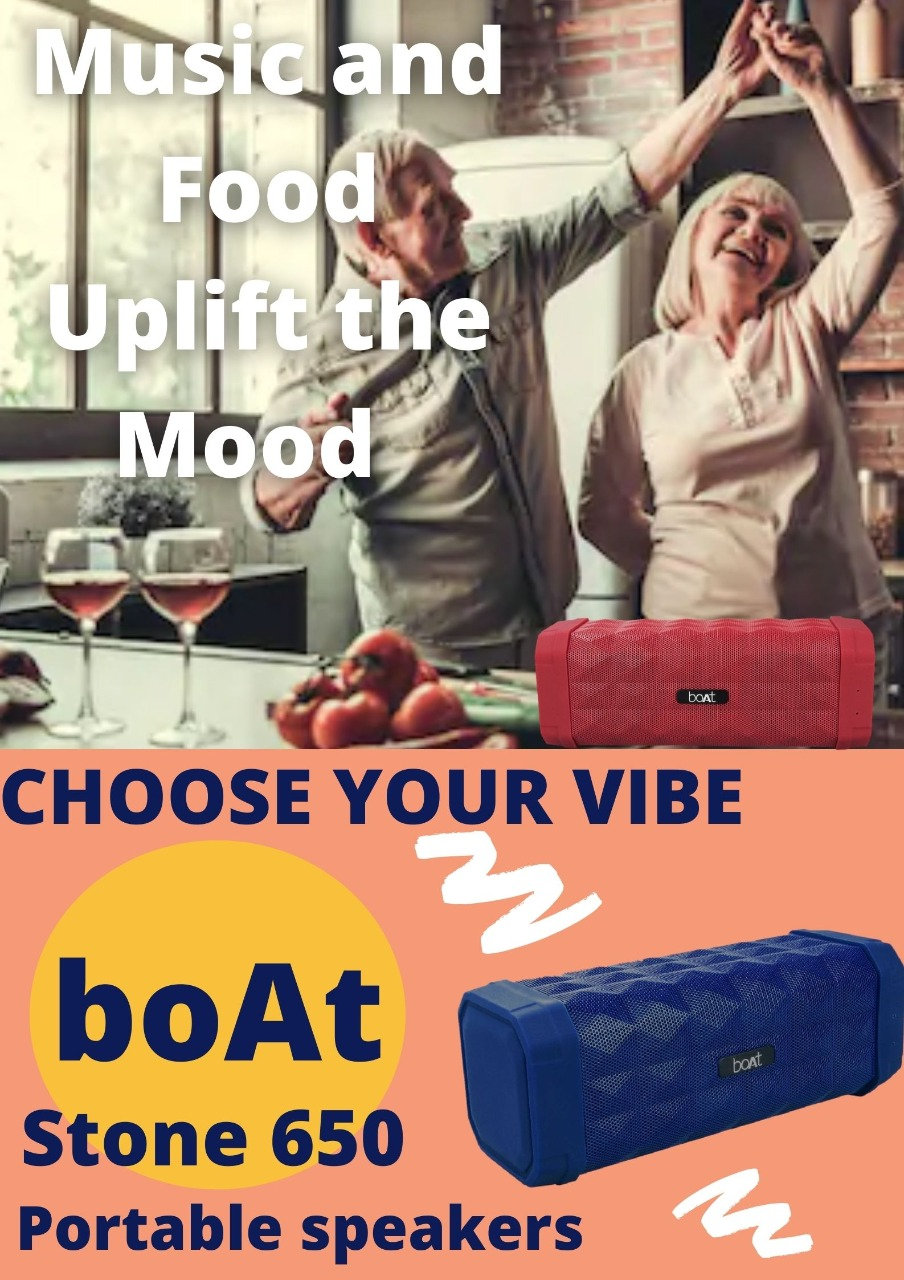 Music and
Food
Uplift the
Mood
boAt
CHOOSE YOUR VIBE
boAt
boAt
Stone 650
Portable speakers